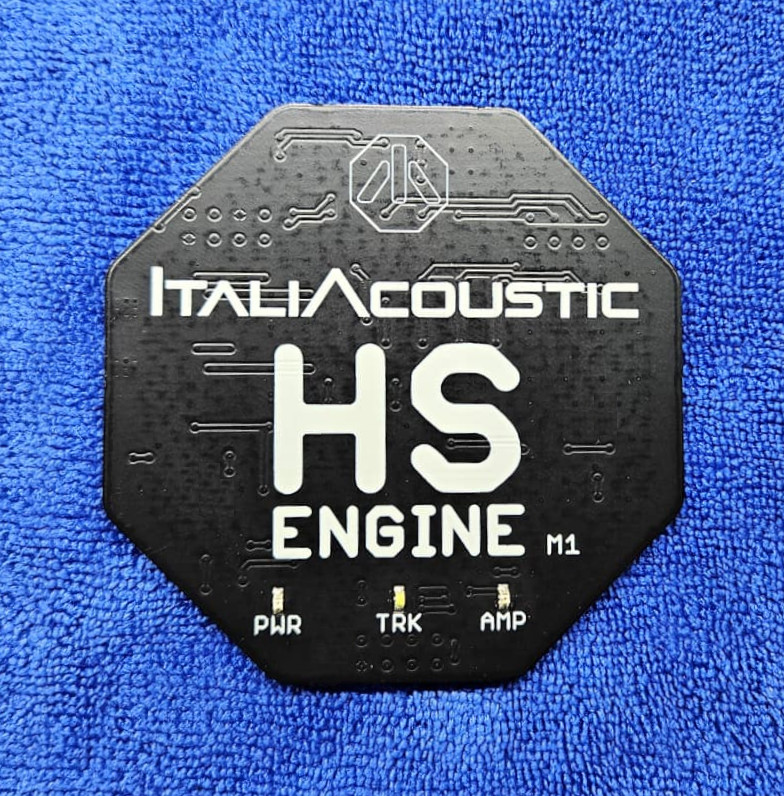 ItaliAcoustic
HS
ENGINE M1
PWR TRK AMP